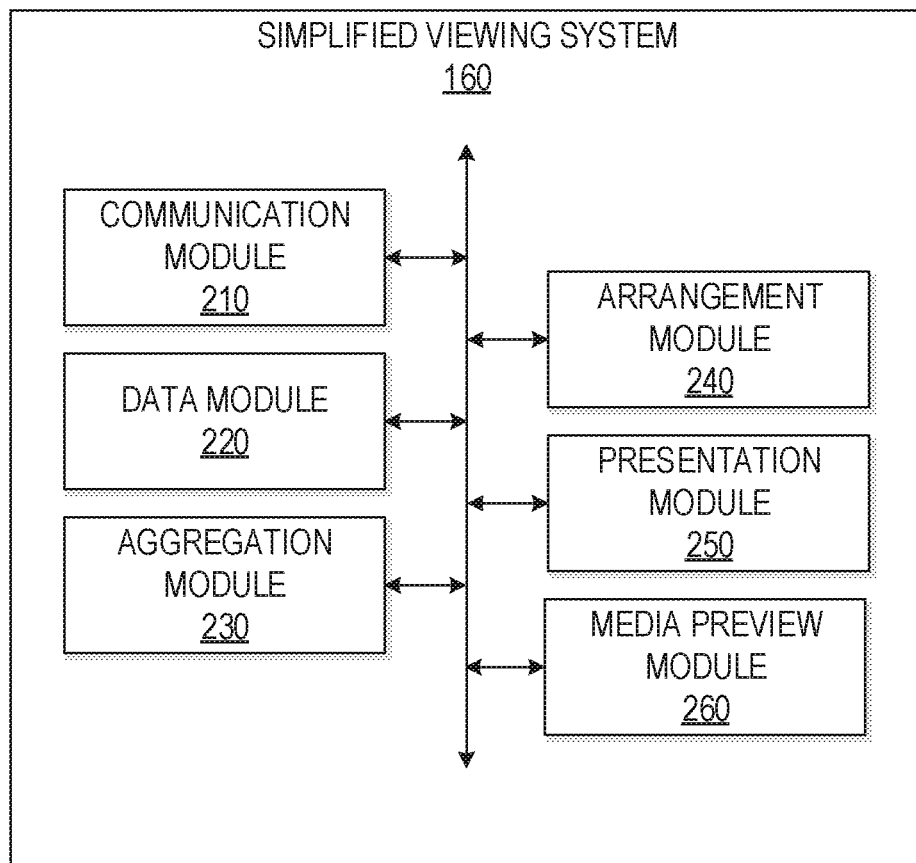 SIMPLIFIED VIEWING SYSTEM
160
COMMUNICATION
MODULE
210
DATA MODULE
220
AGGREGATION
MODULE
230
ARRANGEMENT
MODULE
240
PRESENTATION
MODULE
250
MEDIA PREVIEW
MODULE
260